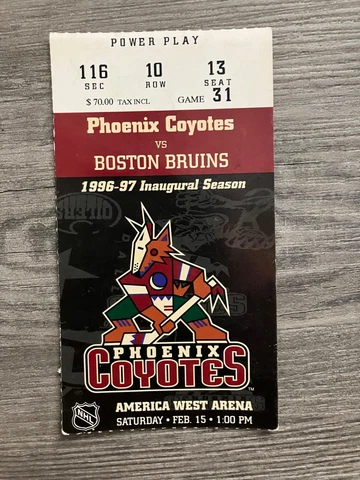 POWER PLAY
116 10 13
SEC ROW SEAT
$ 70.00 TAX INCL GAME 31
Phoenix Coyotes
VS
BOSTON BRUINS
1996-97 Inaugural Season
PHOENIX
COYOTES™
NHL
AMERICA WEST ARENA
SATURDAY • FEB. 15 • 1:00 PM